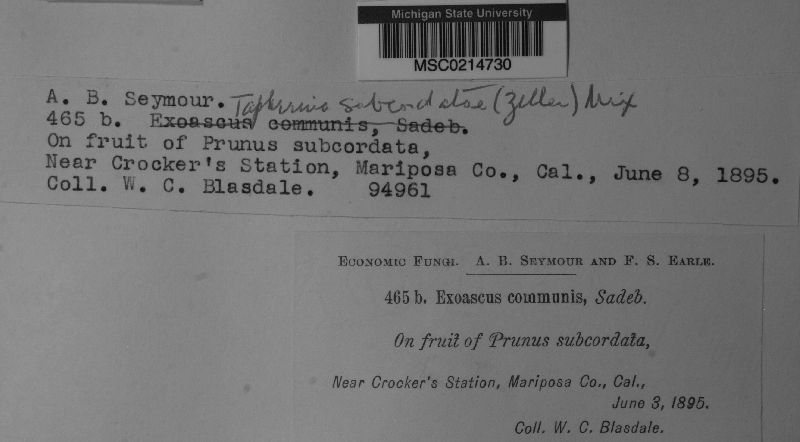 Michigan State University
MSC0214730
A. B. Seymour. Taphrina subcordatae (Zeller) Mix
465 b. Exoascus communis, Sadeb.
On fruit of Prunus subcordata,
Near Crocker's Station, Mariposa Co., Cal., June 8, 1895.
Coll. W. C. Blasdale. 94961
ECONOMIC FUNGI. A. B. SEYMOUR AND F. S. EARLE.
465 b. Exoascus communis, Sadeb.
On fruit of Prunus subcordata,
Near Crocker's Station, Mariposa Co., Cal.,
June 3, 1895.
Coll. W. C. Blasdale.